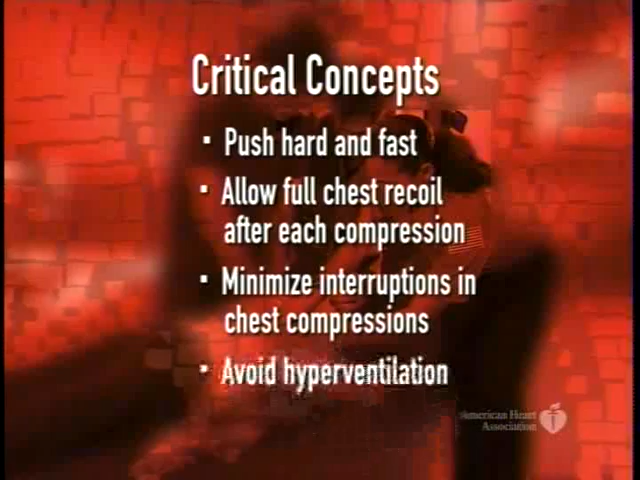 Critical Concepts
· Push hard and fast
· Allow full chest recoil
after each compression
· Minimize interruptions in
chest compressions
· Avoid hyperventilation
American Heart
Association